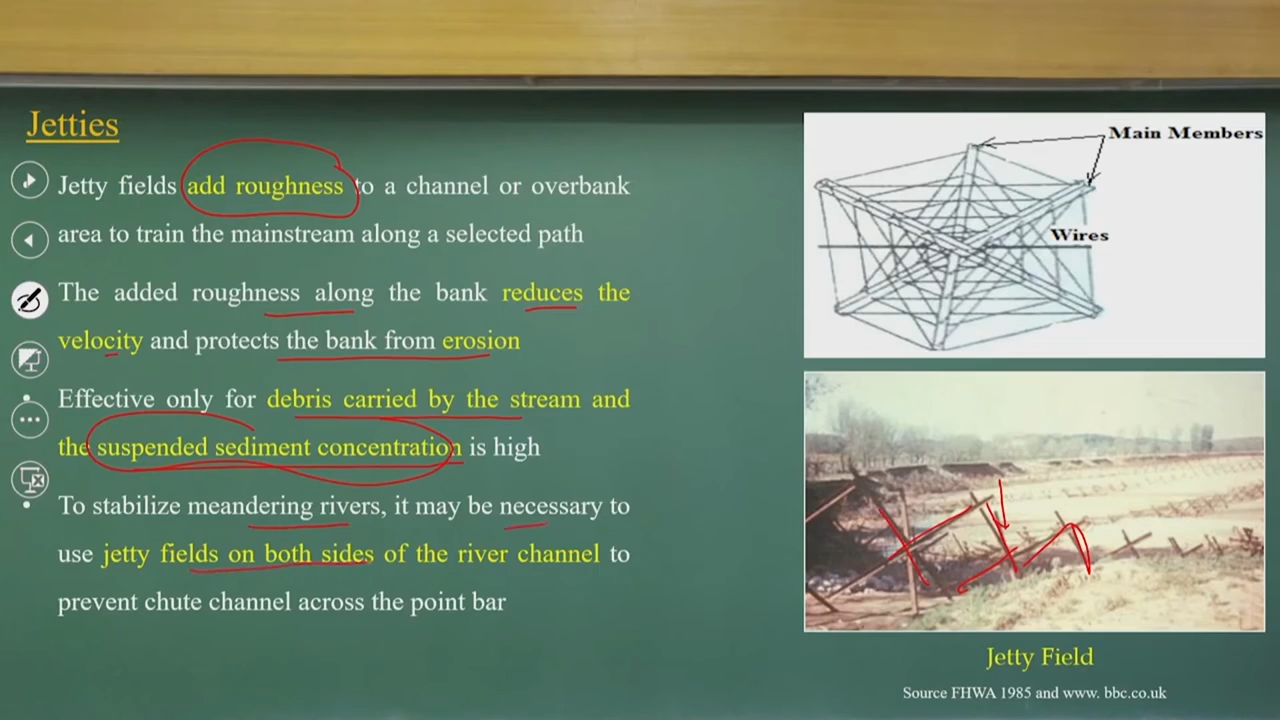 Jetties
Jetty fields add roughness to a channel or overbank
area to train the mainstream along a selected path
The added roughness along the bank reduces the
velocity and protects the bank from erosion
• Effective only for debris carried by the stream and
the suspended sediment concentration is high
• To stabilize meandering rivers, it may be necessary to
use jetty fields on both sides of the river channel to
prevent chute channel across the point bar
Main Members
Wires
Jetty Field
Source FHWA 1985 and www. bbc.co.uk